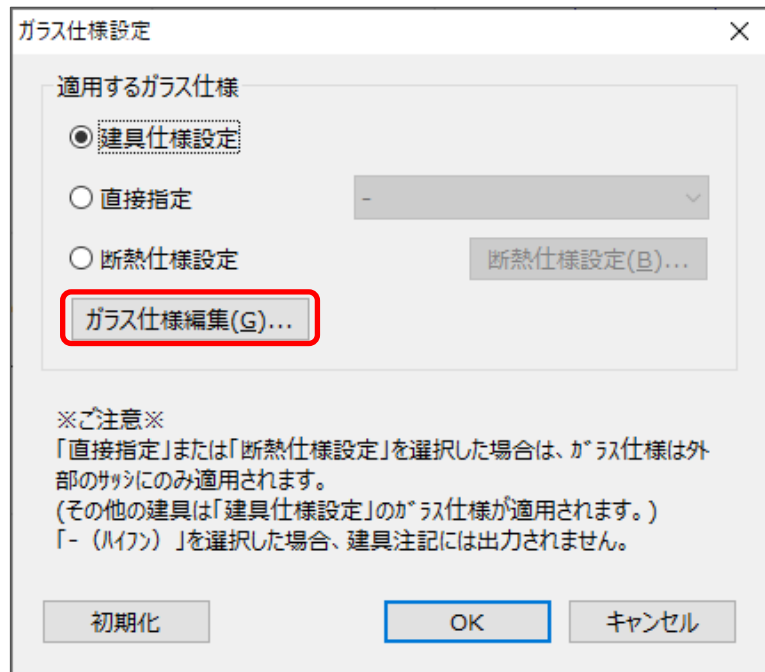 ガラス仕様設定
適用するガラス仕様
建具仕様設定
直接指定
-
断熱仕様設定
断熱仕様設定(B)...
ガラス仕様編集(G)...
※ご注意※
「直接指定」または「断熱仕様設定」を選択した場合は、ｶﾞﾗｽ仕様は外
部のｻｯｼにのみ適用されます。
(その他の建具は「建具仕様設定」のｶﾞﾗｽ仕様が適用されます。)
「-（ﾊｲﾌﾝ）」を選択した場合、建具注記には出力されません。
初期化
OK
キャンセル